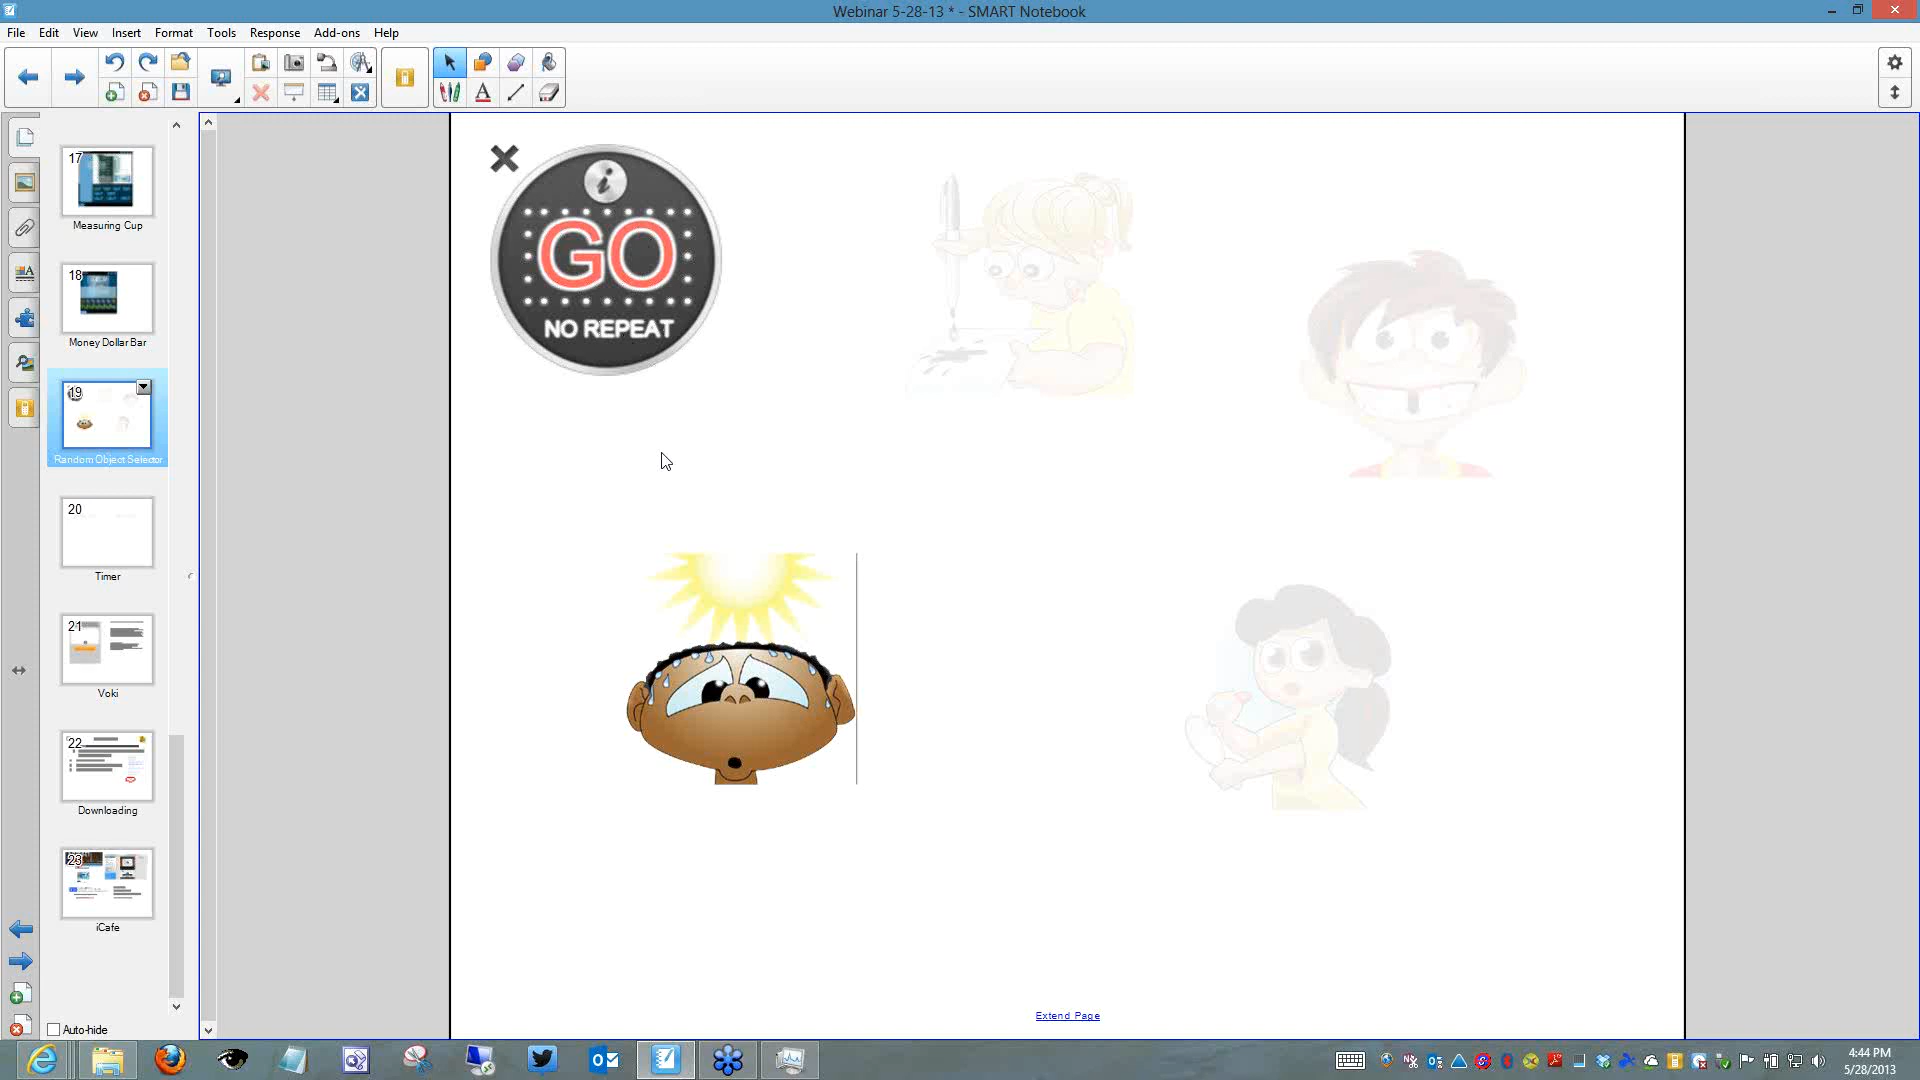 Webinar 5-28-13 * - SMART Notebook
File Edit View Insert Format Tools Response Add-ons Help
17
Measuring Cup
18
Money Dollar Bar
19
Random Object Selector
20
Timer
21
Voki
22
Downloading
23
iCafe
Auto-hide
i
GO
NO REPEAT
Extend Page
4:44 PM
5/28/2013